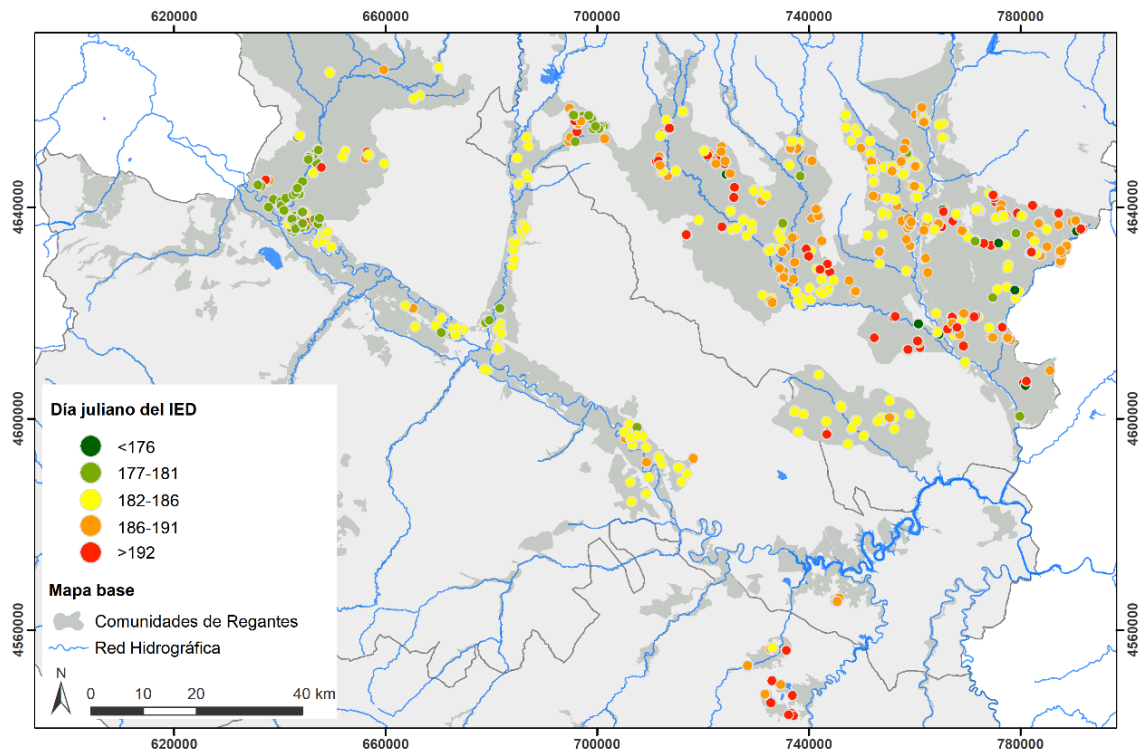 620000 660000 700000 740000 780000
4640000 4640000
4600000 4600000
4560000 4560000
Día juliano del IED
<176
177-181
182-186
186-191
>192
Mapa base
Comunidades de Regantes
Red Hidrográfica
N
0 10 20 40 km
620000 660000 700000 740000 780000